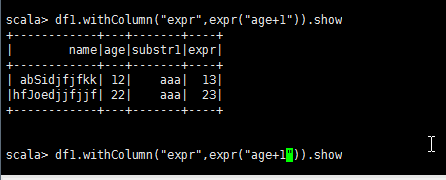 scala> df1.withColumn("expr",expr("age+1")).show
+------------+---+-------+----+
|        name|age|substr1|expr|
+------------+---+-------+----+
| abSidjfjfkk| 12|    aaa|  13|
|hfJoedjjfjjf| 22|    aaa|  23|
+------------+---+-------+----+
scala> df1.withColumn("expr",expr("age+1")).show